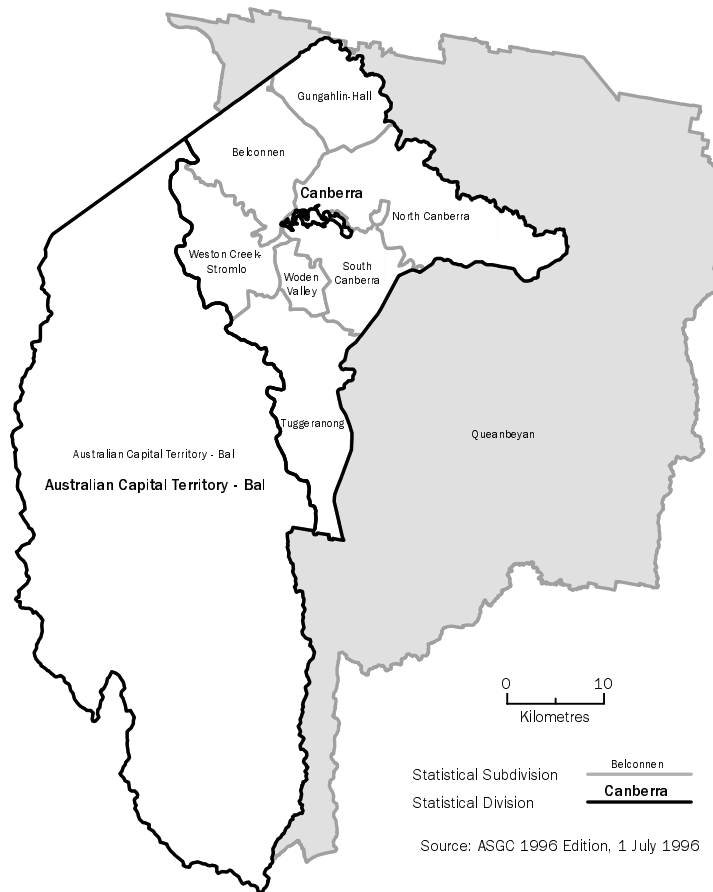 Gungahlin-Hall
Belconnen
Canberra
North Canberra
Weston Creek-
Stromlo
South
Canberra
Woden
Valley
Tuggeranong
Queanbeyan
Australian Capital Territory - Bal
Australian Capital Territory - Bal
0 10
Kilometres
Belconnen
Statistical Subdivision
Canberra
Statistical Division
Source: ASGC 1996 Edition, 1 July 1996